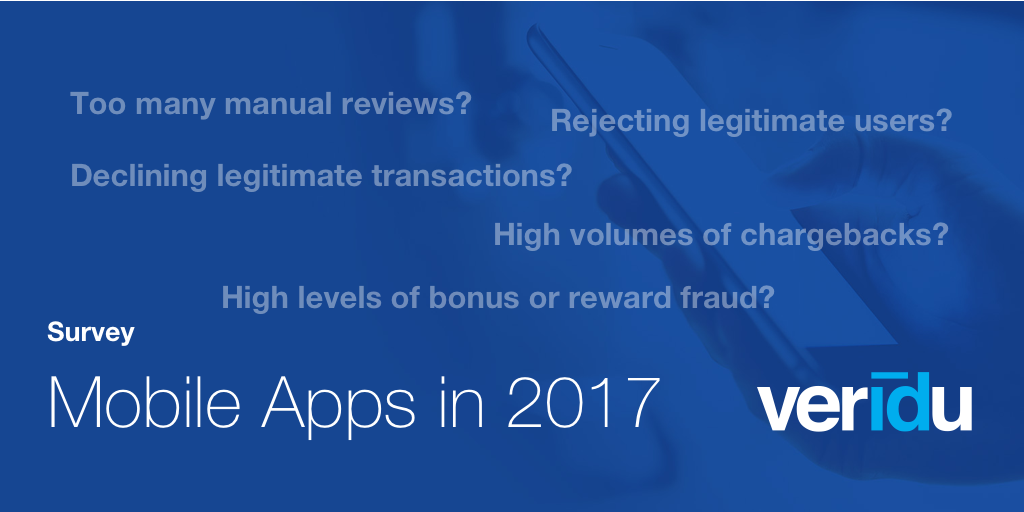 Too many manual reviews?
Rejecting legitimate users?
Declining legitimate transactions?
High volumes of chargebacks?
High levels of bonus or reward fraud?
Survey
Mobile Apps in 2017
verīdu